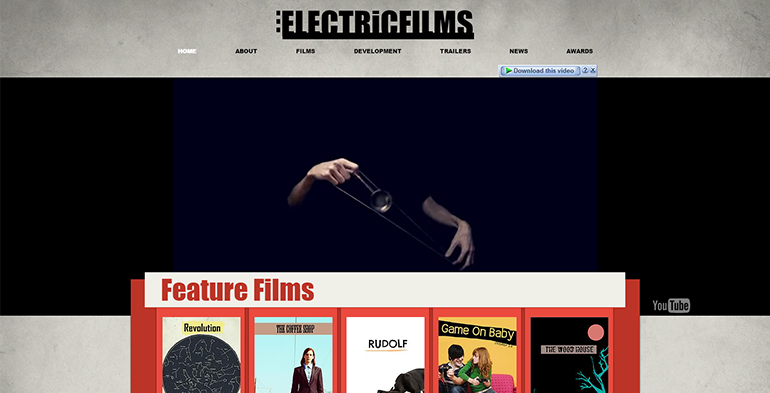 ELECTRiCFILMS
HOME ABOUT FILMS DEVELOPMENT TRAILERS NEWS AWARDS
Download this video ? X
Feature Films
YouTube
Revolution THE COFFEE SHOP RUDOLF Game On Baby THE WOOD HOUSE